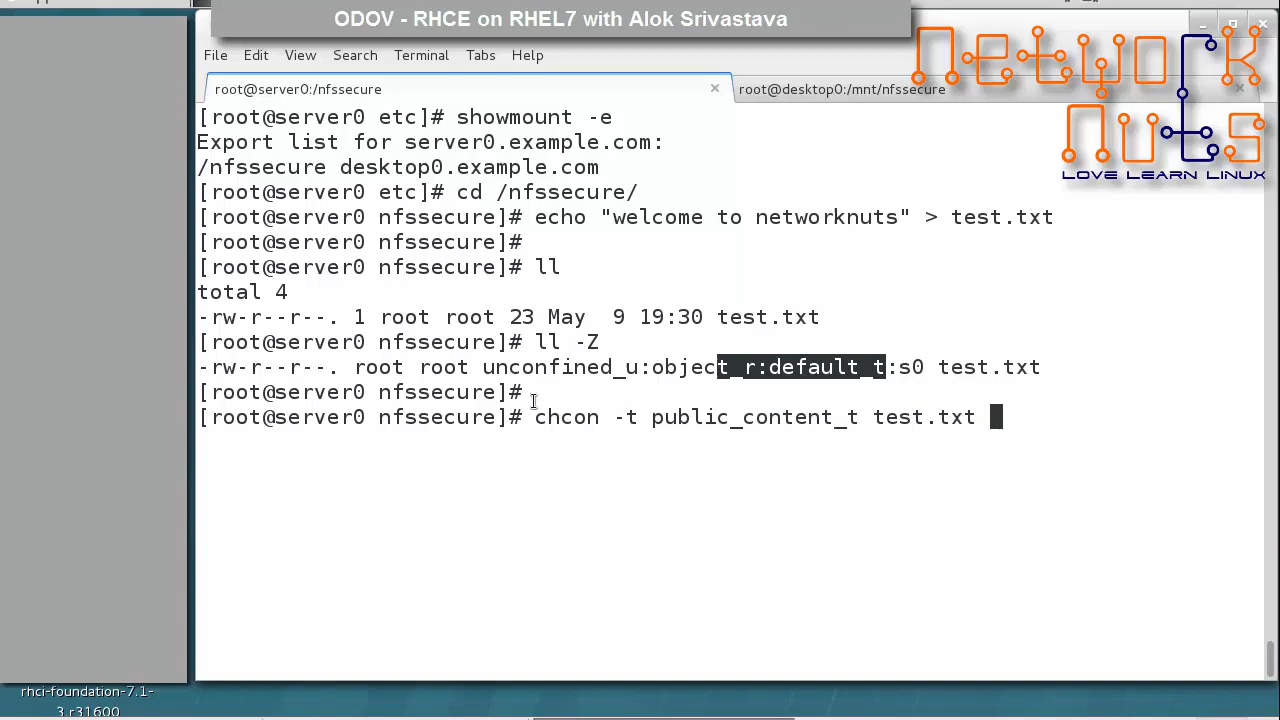 ODOV - RHCE on RHEL7 with Alok Srivastava
File Edit View Search Terminal Tabs Help
root@server0:/nfssecure
root@desktop0:/mnt/nfssecure
[root@server0 etc]# showmount -e
Export list for server0.example.com:
/nfssecure desktop0.example.com
[root@server0 etc]# cd /nfssecure/
[root@server0 nfssecure]# echo "welcome to networknuts" > test.txt
[root@server0 nfssecure]#
[root@server0 nfssecure]# ll
total 4
-rw-r--r--. 1 root root 23 May  9 19:30 test.txt
[root@server0 nfssecure]# ll -Z
-rw-r--r--. root root unconfined_u:object_r:default_t:s0 test.txt
[root@server0 nfssecure]#
[root@server0 nfssecure]# chcon -t public_content_t test.txt
network
nuts
LOVE LEARN LINUX
rhci-foundation-7.1-
3.r31600